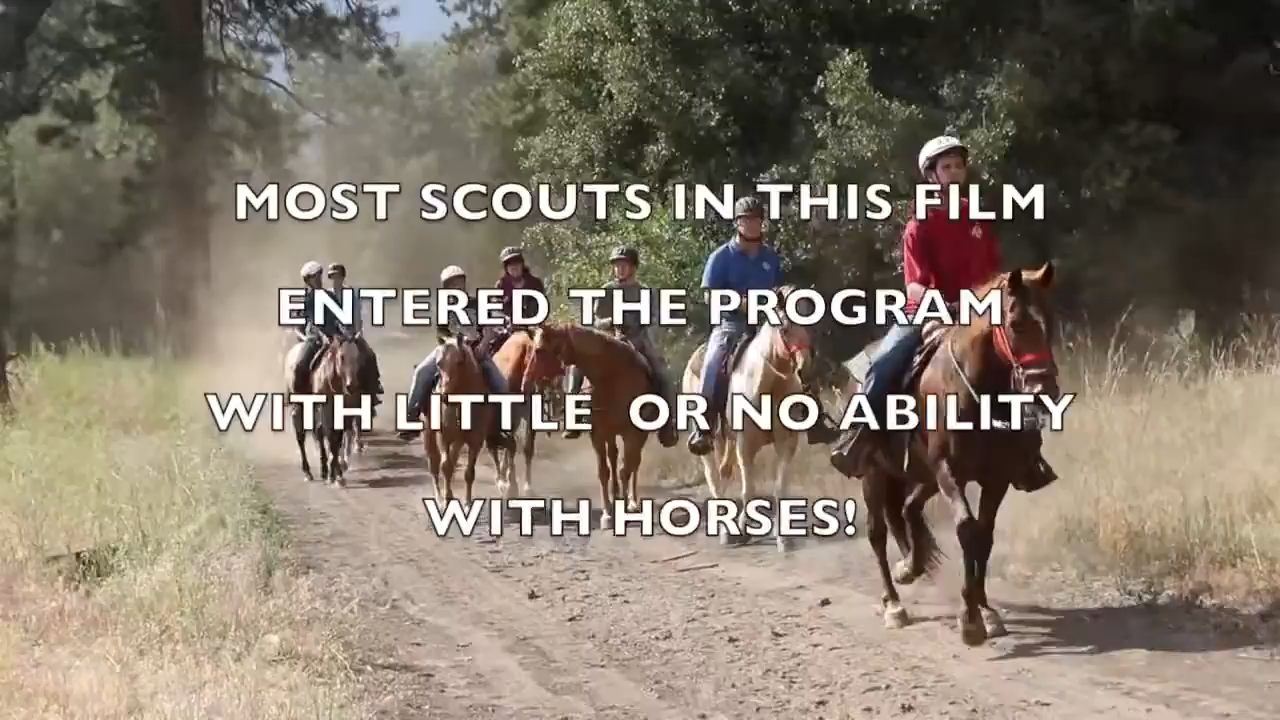 MOST SCOUTS IN THIS FILM
ENTERED THE PROGRAM
WITH LITTLE OR NO ABILITY
WITH HORSES!